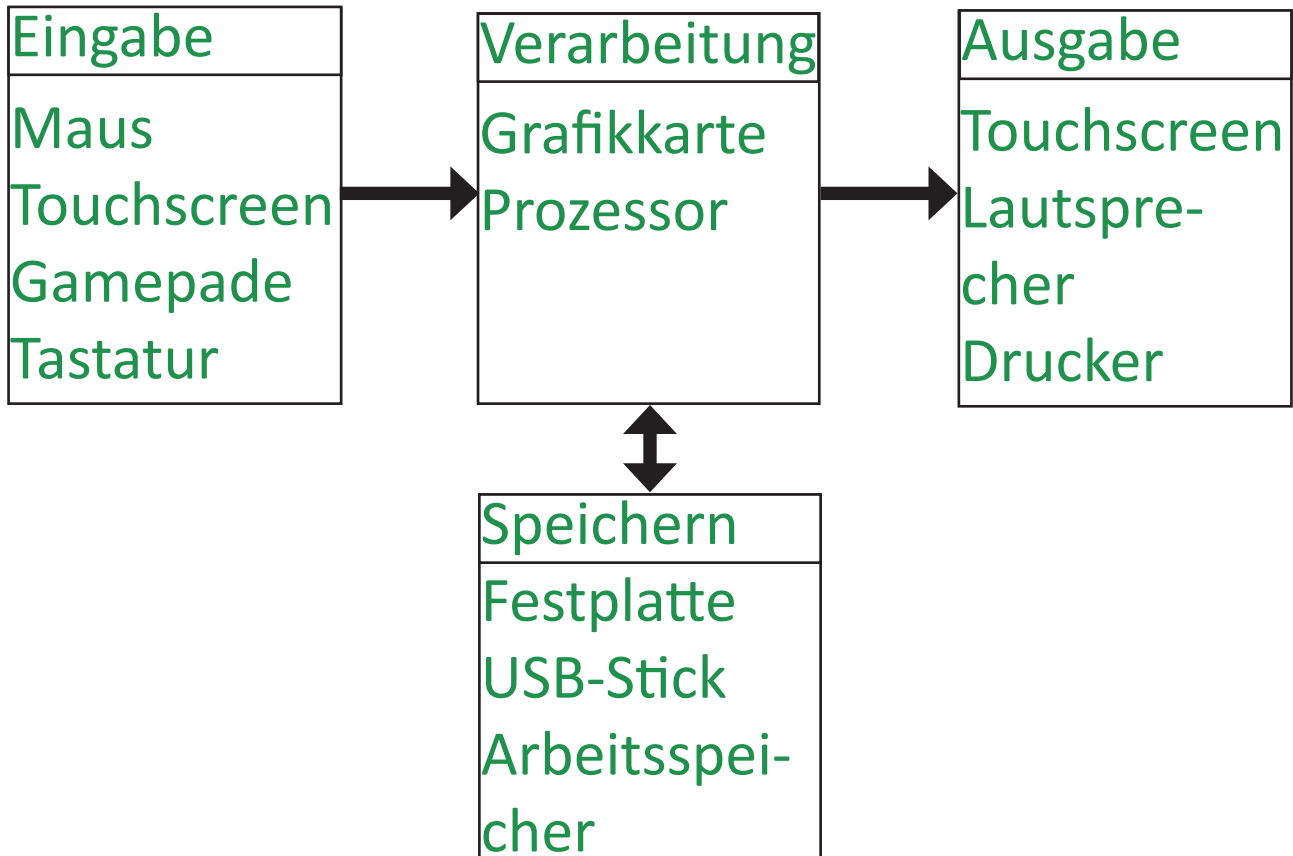 Eingabe
Maus
Touchscreen
Gamepade
Tastatur
Verarbeitung
Grafikkarte
Prozessor
Ausgabe
Touchscreen
Lautspre-
cher
Drucker
Speichern
Festplatte
USB-Stick
Arbeitsspei-
cher